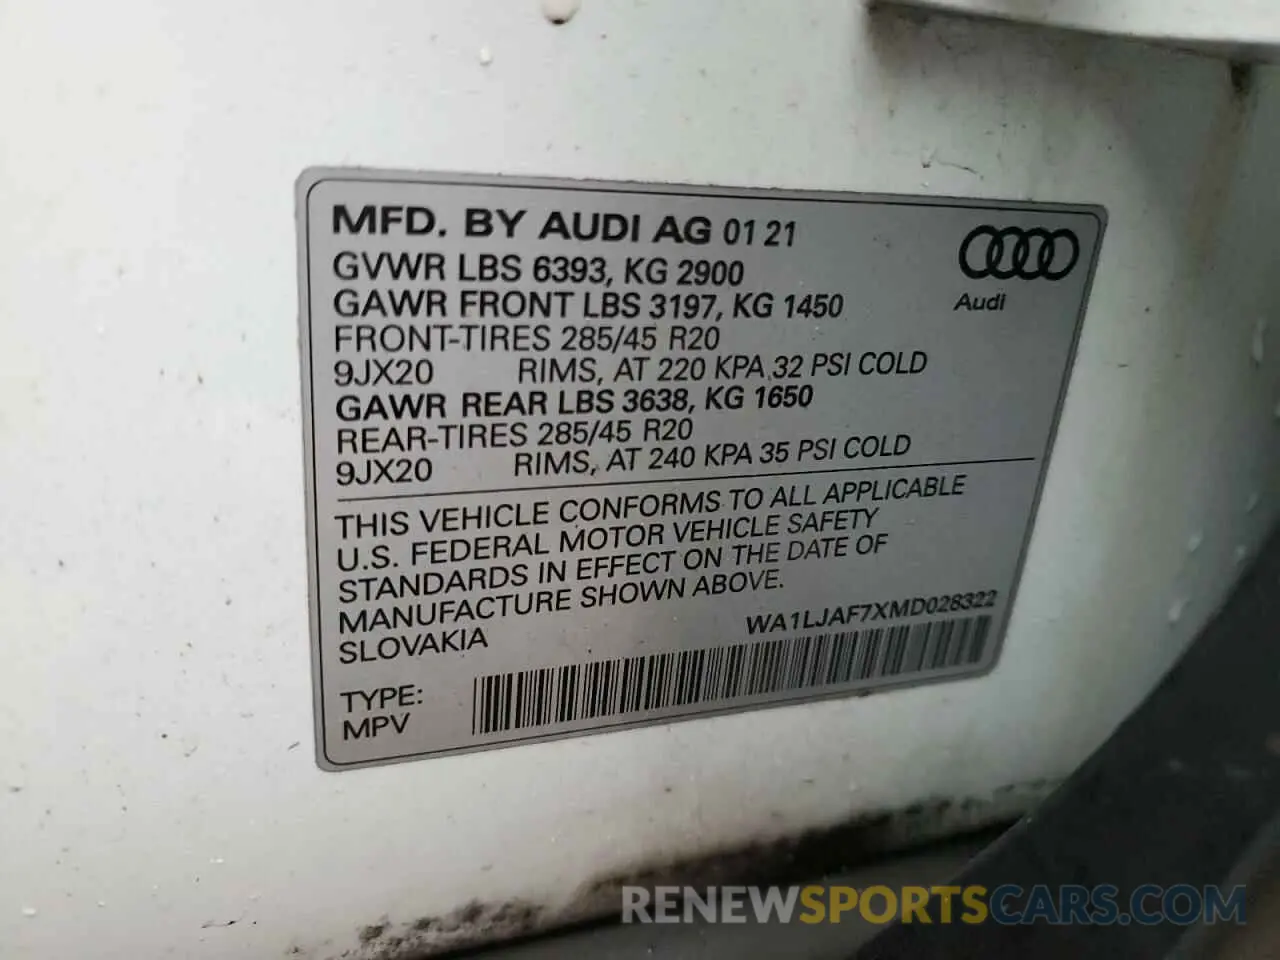 MFD. BY AUDI AG 01 21
GVWR LBS 6393, KG 2900
GAWR FRONT LBS 3197, KG 1450
FRONT-TIRES 285/45 R20
9JX20 RIMS, AT 220 KPA 32 PSI COLD
GAWR REAR LBS 3638, KG 1650
REAR-TIRES 285/45 R20
9JX20 RIMS, AT 240 KPA 35 PSI COLD
Audi
THIS VEHICLE CONFORMS TO ALL APPLICABLE
U.S. FEDERAL MOTOR VEHICLE SAFETY
STANDARDS IN EFFECT ON THE DATE OF
MANUFACTURE SHOWN ABOVE.
SLOVAKIA
WA1LJAF7XMD028322
TYPE:
MPV
RENEWSPORTSCARS.COM